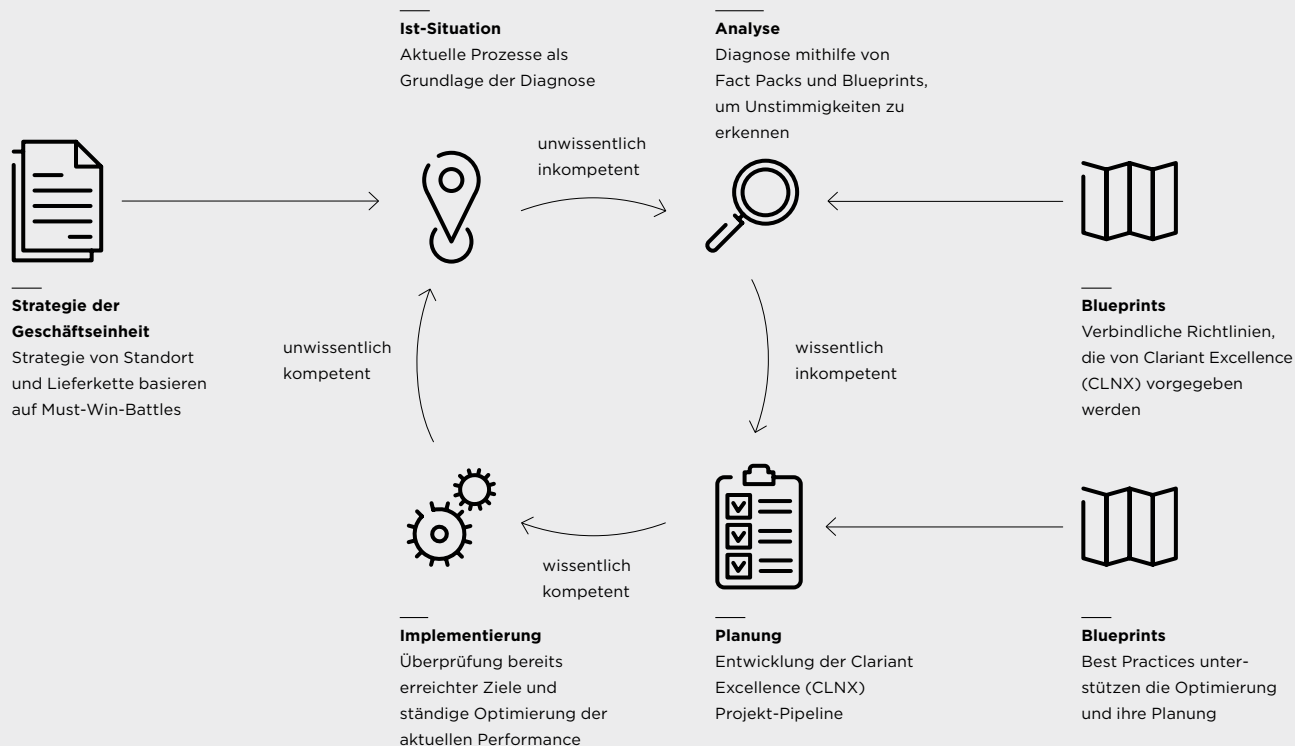 Ist-Situation
Aktuelle Prozesse als
Grundlage der Diagnose
Analyse
Diagnose mithilfe von
Fact Packs und Blueprints,
um Unstimmigkeiten zu
erkennen
unwissentlich
inkompetent
Strategie der
Geschäftseinheit
Strategie von Standort
und Lieferkette basieren
auf Must-Win-Battles
unwissentlich
kompetent
wissentlich
inkompetent
Blueprints
Verbindliche Richtlinien,
die von Clariant Excellence
(CLNX) vorgegeben
werden
wissentlich
kompetent
Implementierung
Überprüfung bereits
erreichter Ziele und
ständige Optimierung der
aktuellen Performance
Planung
Entwicklung der Clariant
Excellence (CLNX)
Projekt-Pipeline
Blueprints
Best Practices unter-
stützen die Optimierung
und ihre Planung